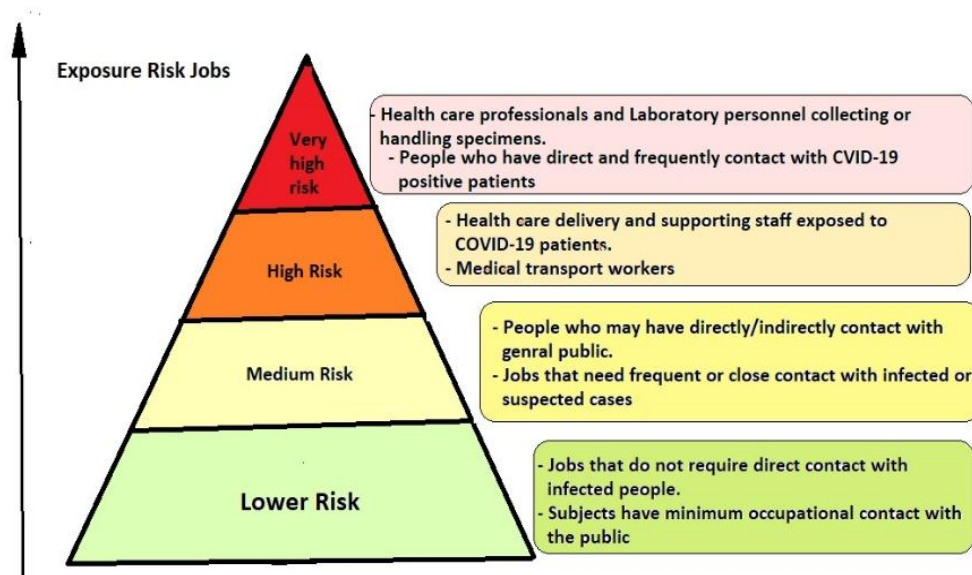 Exposure Risk Jobs
Very
high
risk
- Health care professionals and Laboratory personnel collecting or
handling specimens.
- People who have direct and frequently contact with CVID-19
positive patients
High Risk
- Health care delivery and supporting staff exposed to
COVID-19 patients.
- Medical transport workers
Medium Risk
- People who may have directly/indirectly contact with
genral public.
- Jobs that need frequent or close contact with infected or
suspected cases
Lower Risk
- Jobs that do not require direct contact with
infected people.
- Subjects have minimum occupational contact with
the public